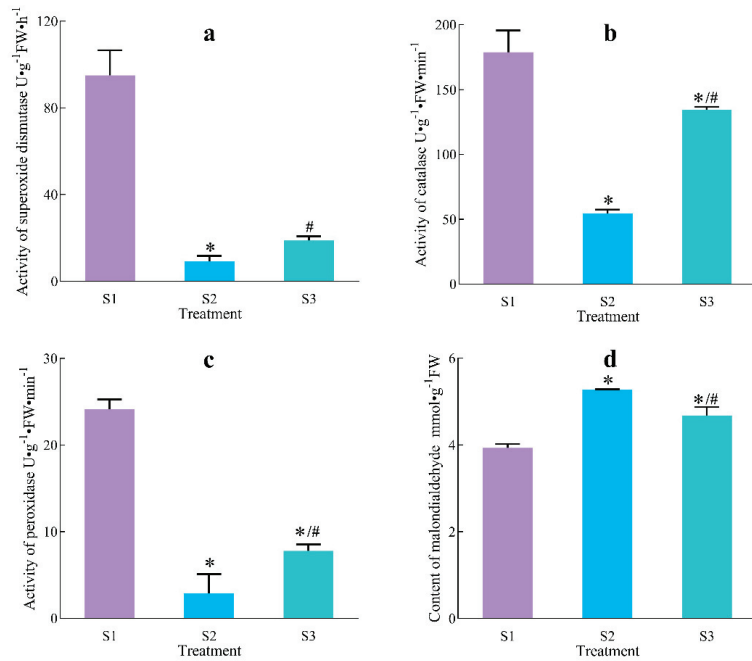 a
Activity of superoxide dismutase U•g⁻¹FW•h⁻¹
120
80
40
0
*
#
S1 S2 S3
Treatment
b
Activity of catalasc U•g⁻¹•FW•min⁻¹
200
150
100
50
0
*
*/#
S1 S2 S3
Treatment
c
Activity of peroxidase U•g⁻¹•FW•min⁻¹
30
20
10
0
*
*/#
S1 S2 S3
Treatment
d
Content of malondialdehyde mmol•g⁻¹FW
6
4
2
0
*
*/#
S1 S2 S3
Treatment